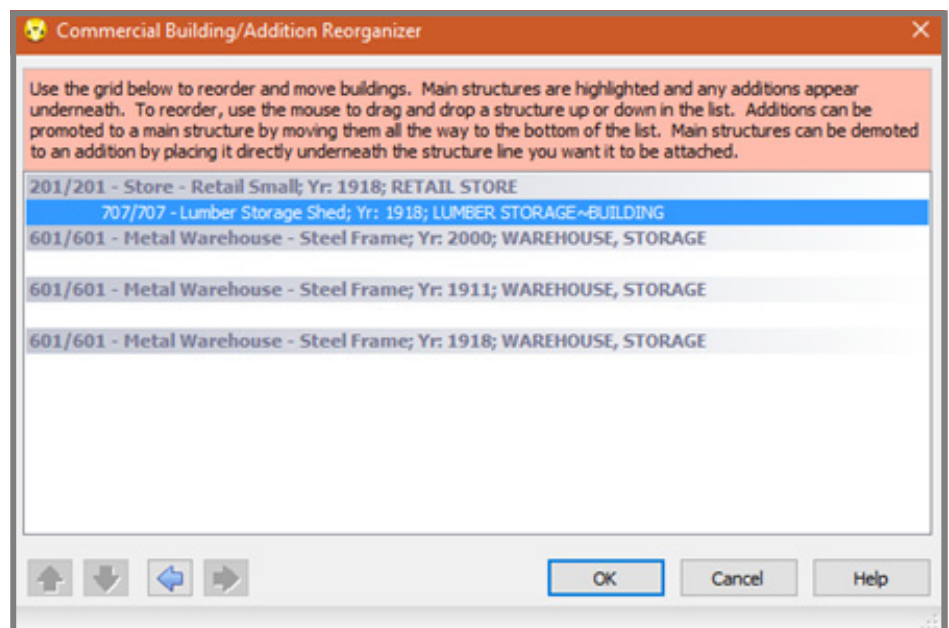 Commercial Building/Addition Reorganizer
Use the grid below to reorder and move buildings. Main structures are highlighted and any additions appear
underneath. To reorder, use the mouse to drag and drop a structure up or down in the list. Additions can be
promoted to a main structure by moving them all the way to the bottom of the list. Main structures can be demoted
to an addition by placing it directly underneath the structure line you want it to be attached.
201/201 - Store - Retail Small; Yr: 1918; RETAIL STORE
707/707 - Lumber Storage Shed; Yr: 1918; LUMBER STORAGE~BUILDING
601/601 - Metal Warehouse - Steel Frame; Yr: 2000; WAREHOUSE, STORAGE
601/601 - Metal Warehouse - Steel Frame; Yr: 1911; WAREHOUSE, STORAGE
601/601 - Metal Warehouse - Steel Frame; Yr: 1918; WAREHOUSE, STORAGE
OK Cancel Help